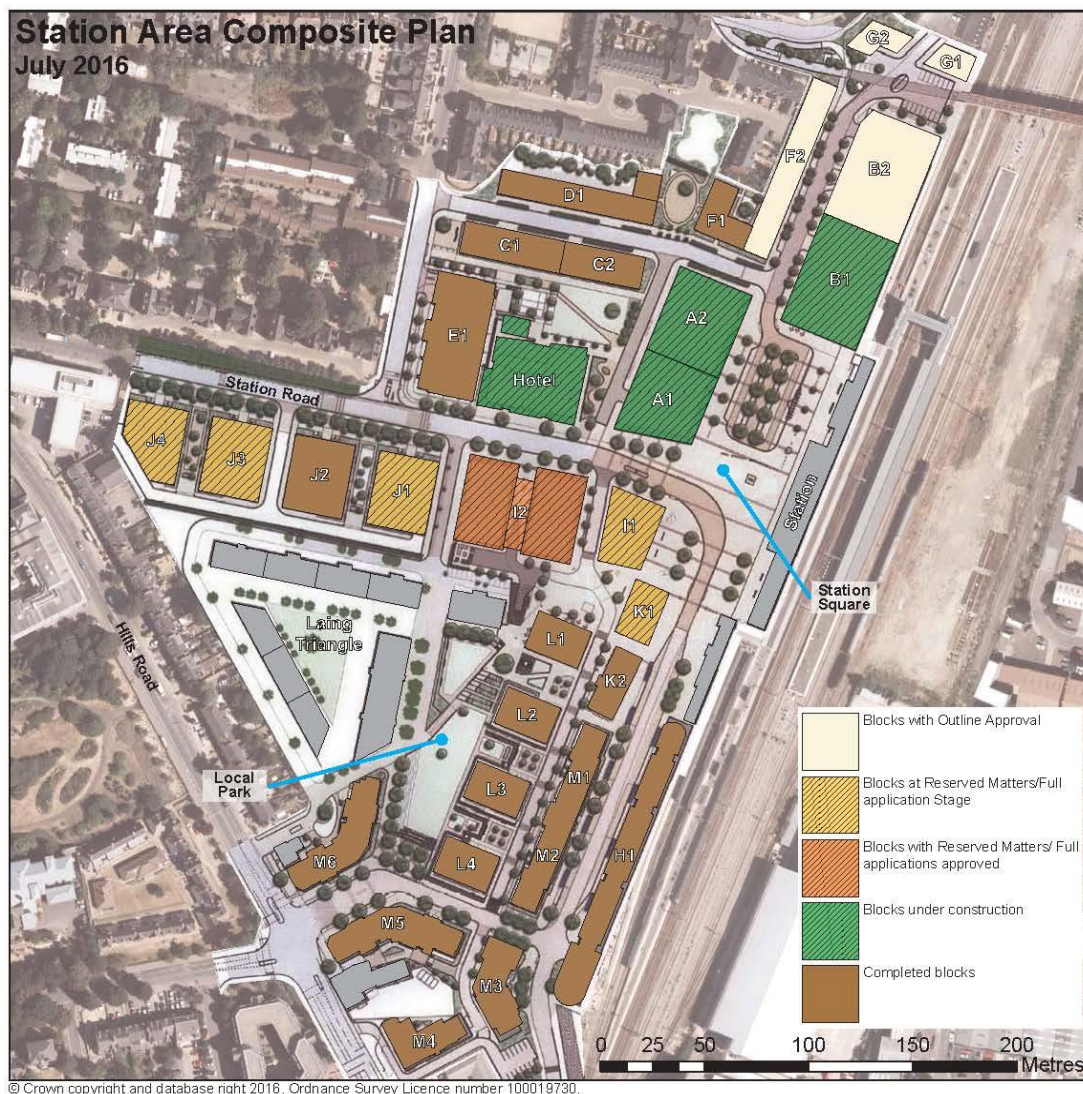 Station Area Composite Plan
July 2016
G2
G1
F2
B2
D1
F1
C1
C2
B1
A2
E1
Hotel
A1
Station Road
J4
J3
J2
J1
I2
I1
Station
Station
Square
K1
Laing
Triangle
Hills Road
L1
K2
L2
Local
Park
M1
L3
M2
H1
L4
M6
M5
M3
M4
Blocks with Outline Approval
Blocks at Reserved Matters/Full
application Stage
Blocks with Reserved Matters/ Full
applications approved
Blocks under construction
Completed blocks
0 25 50 100 150 200
Metres
© Crown copyright and database right 2016. Ordnance Survey Licence number 100019730.